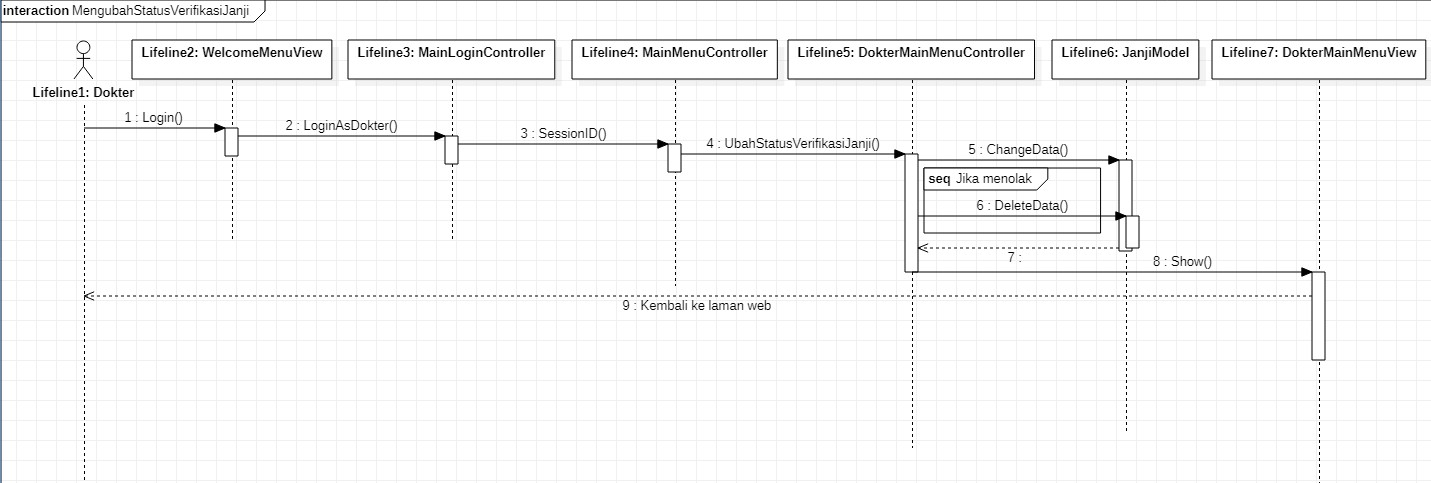 interaction MengubahStatusVerifikasiJanji
Lifeline1: Dokter
Lifeline2: WelcomeMenuView
Lifeline3: MainLoginController
Lifeline4: MainMenuController
Lifeline5: DokterMainMenuController
Lifeline6: JanjiModel
Lifeline7: DokterMainMenuView
1 : Login()
2 : LoginAsDokter()
3 : SessionID()
4 : UbahStatusVerifikasiJanji()
5 : ChangeData()
seq Jika menolak
6 : DeleteData()
7 :
8 : Show()
9 : Kembali ke laman web